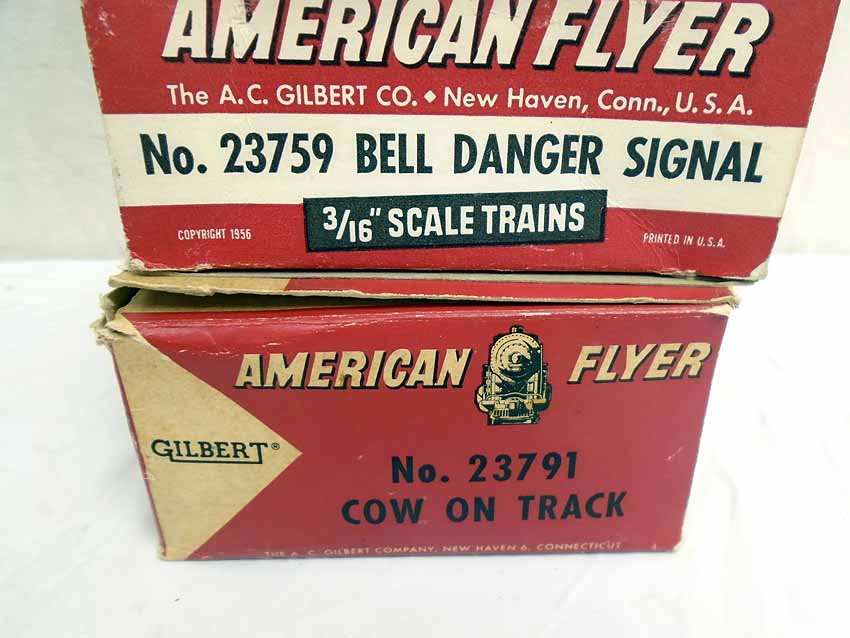 AMERICAN FLYER
The A.C. GILBERT CO. ♦ New Haven, Conn., U.S.A.
No. 23759 BELL DANGER SIGNAL
3/16" SCALE TRAINS
COPYRIGHT 1956
PRINTED IN U.S.A.
AMERICAN FLYER
GILBERT®
No. 23791
COW ON TRACK
THE A. C. GILBERT COMPANY, NEW HAVEN 6, CONNECTICUT